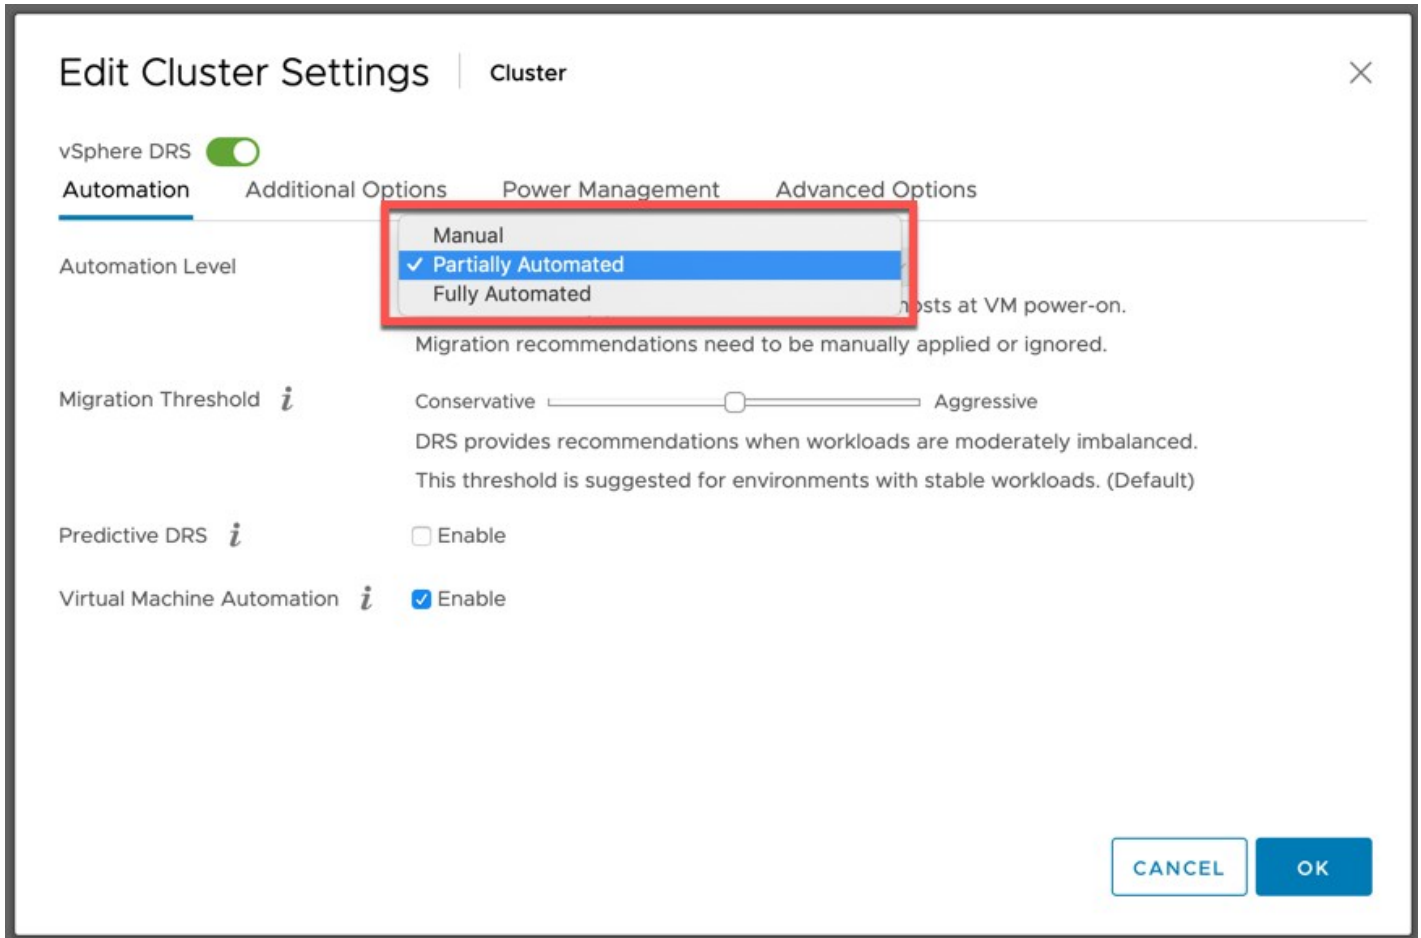 Edit Cluster Settings Cluster
vSphere DRS
Automation Additional Options Power Management Advanced Options
Manual
Automation Level
Partially Automated
Fully Automated
hosts at VM power-on.
Migration recommendations need to be manually applied or ignored.
Migration Threshold i Conservative Aggressive
DRS provides recommendations when workloads are moderately imbalanced.
This threshold is suggested for environments with stable workloads. (Default)
Predictive DRS i Enable
Virtual Machine Automation i Enable
CANCEL OK